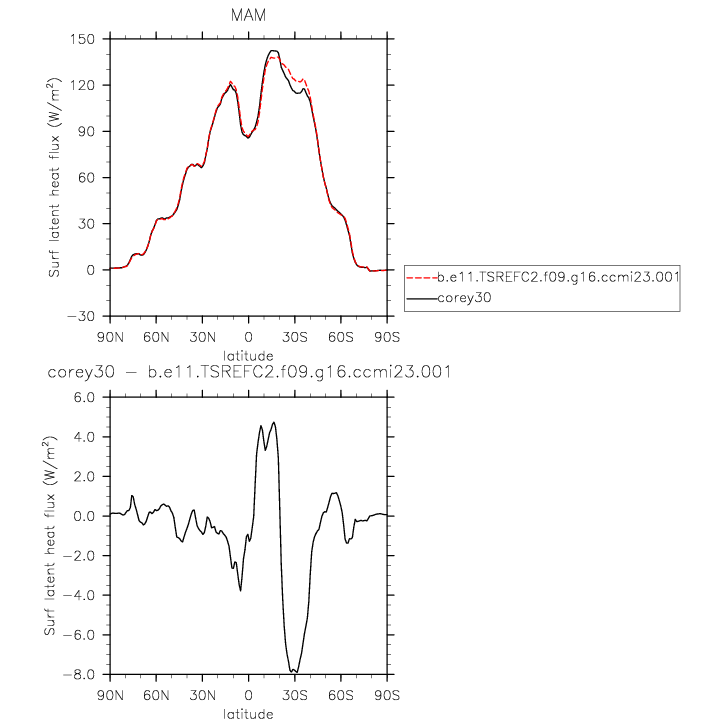 MAM
Surf latent heat flux (W/m²)
150
120
90
60
30
0
−30
90N 60N 30N 0 30S 60S 90S
latitude
b.e11.TSREFC2.f09.g16.ccmi23.001
corey30
corey30 − b.e11.TSREFC2.f09.g16.ccmi23.001
Surf latent heat flux (W/m²)
6.0
4.0
2.0
0.0
−2.0
−4.0
−6.0
−8.0
90N 60N 30N 0 30S 60S 90S
latitude